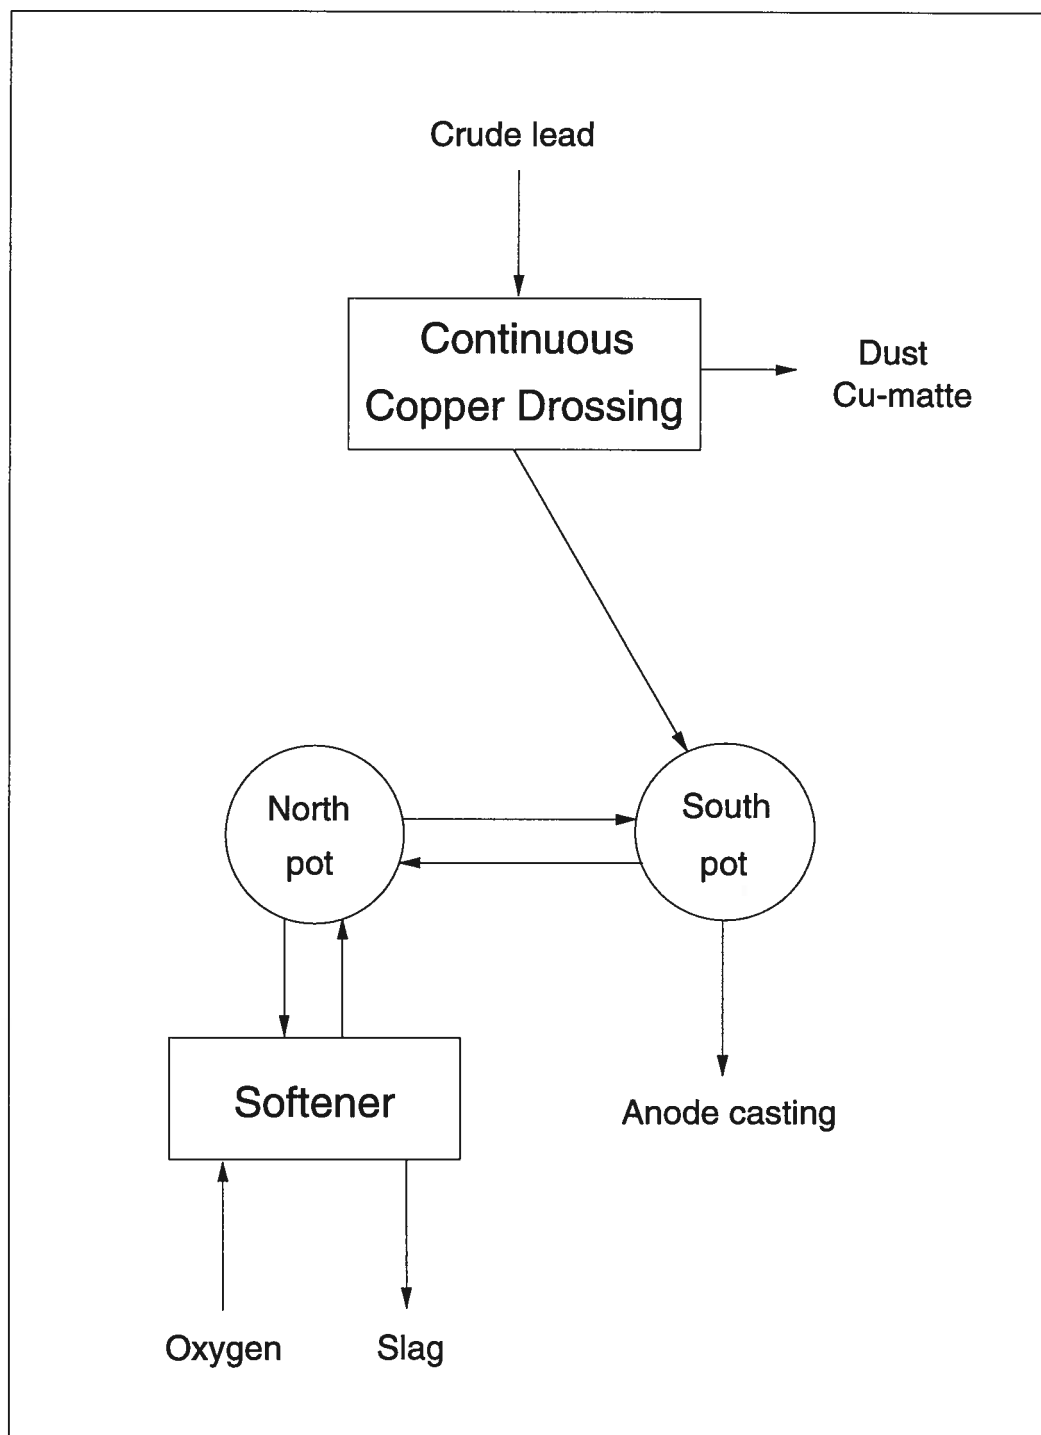 Crude lead
Continuous
Copper Drossing
Dust
Cu-matte
North
pot
South
pot
Softener
Anode casting
Oxygen
Slag